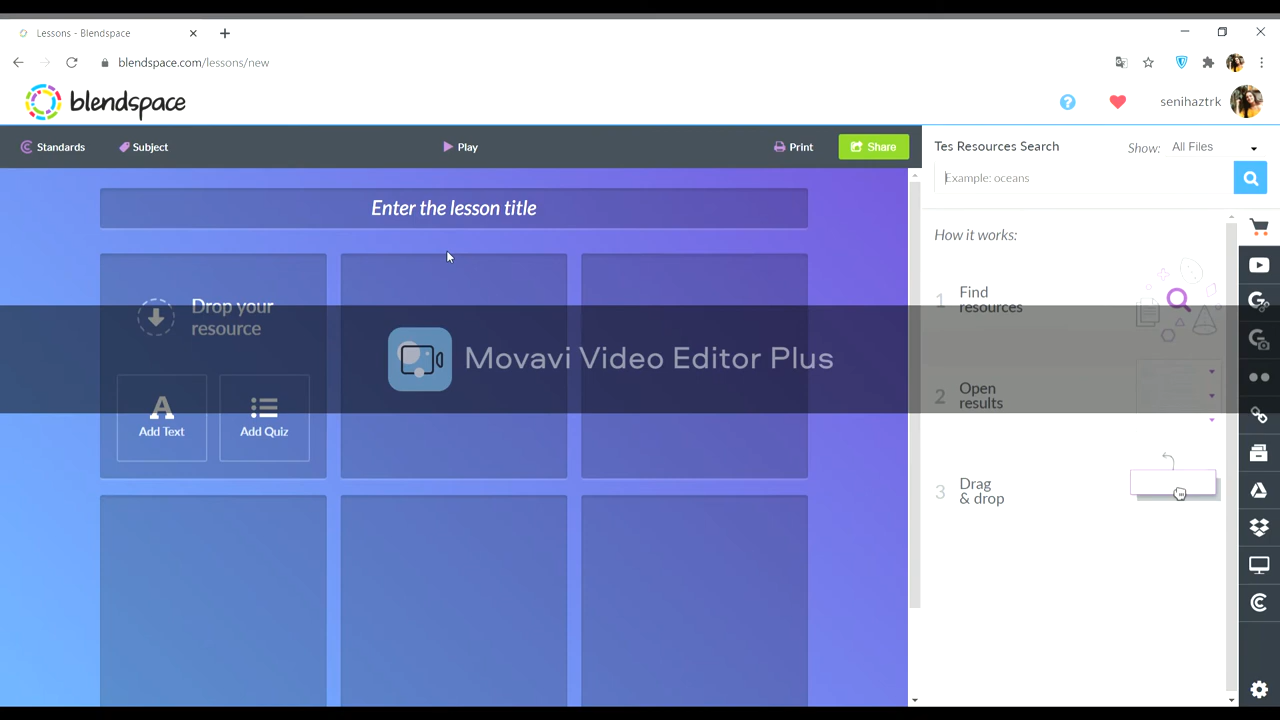 Lessons - Blendspace
blendspace.com/lessons/new
blendspace
senihaztrk
Standards
Subject
Play
Print
Share
Tes Resources Search
Show:
All Files
Example: oceans
Enter the lesson title
How it works:
Drop your
resource
A
Add Text
Add Quiz
Movavi Video Editor Plus
1
Find
resources
2
Open
results
3
Drag
& drop